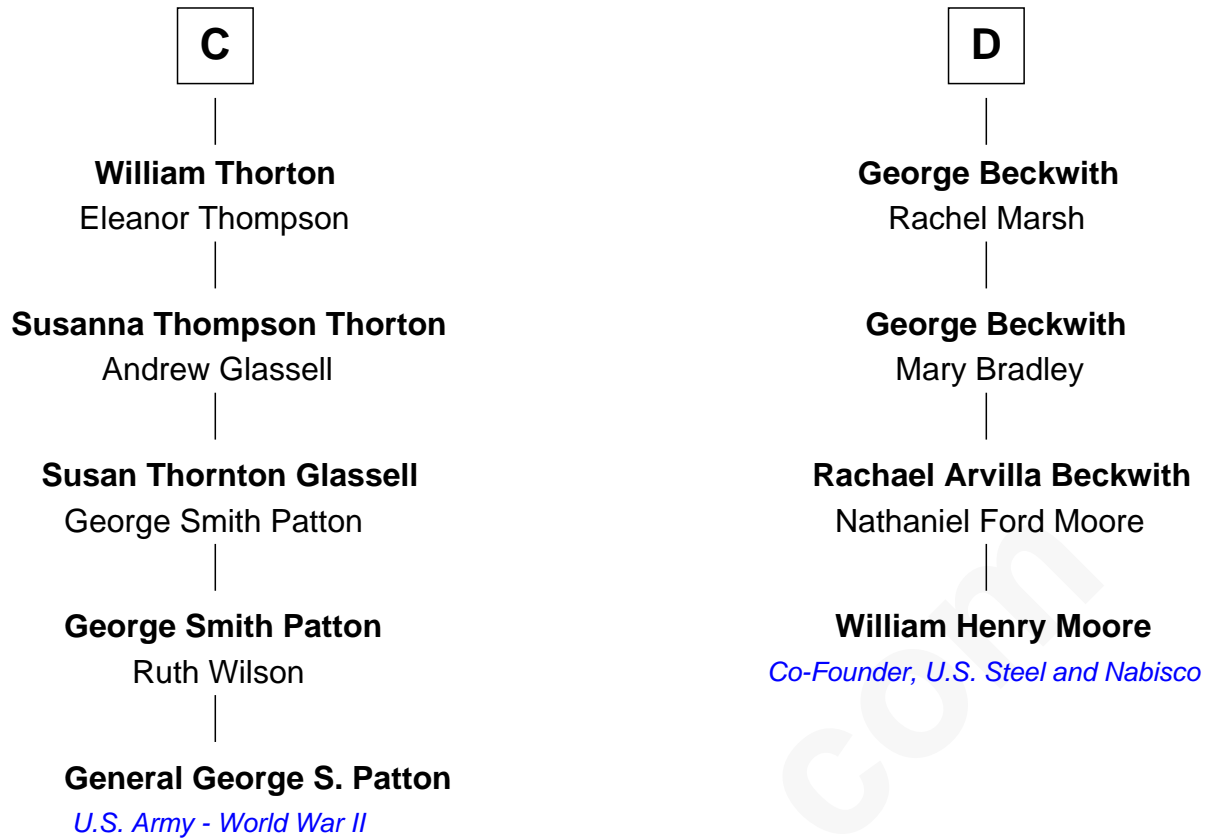 C
William Thorton
Eleanor Thompson
Susanna Thompson Thorton
Andrew Glassell
Susan Thornton Glassell
George Smith Patton
George Smith Patton
Ruth Wilson
General George S. Patton
U.S. Army - World War II
D
George Beckwith
Rachel Marsh
George Beckwith
Mary Bradley
Rachael Arvilla Beckwith
Nathaniel Ford Moore
William Henry Moore
Co-Founder, U.S. Steel and Nabisco
com